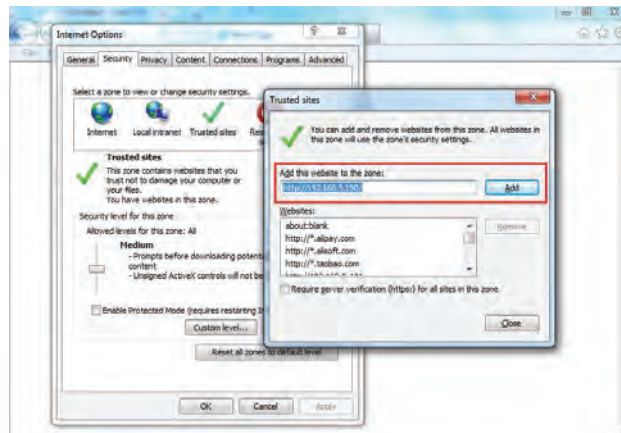 Internet Options
General Security Privacy Content Connections Programs Advanced
Select a zone to view or change security settings.
Internet Local intranet Trusted sites
Trusted sites
This zone contains websites that you
trust not to damage your computer or
your files.
You have websites in this zone.
Security level for this zone
Allowed levels for this zone: All
Medium
- Prompts before downloading
content
- Unsigned ActiveX controls will not be
Enable Protected Mode (requires restarting
Custom level...
Reset all zones to default level
OK Cancel Apply
Trusted sites
You can add and remove websites from this zone. All websites in
this zone will use the zone's security settings.
Add this website to the zone:
http://192.168.5.190/ Add
Websites:
about:blank Remove
http://*.alipay.com
http://*.alisoft.com
http://*.taobao.com
Require server verification (https:) for all sites in this zone
Close